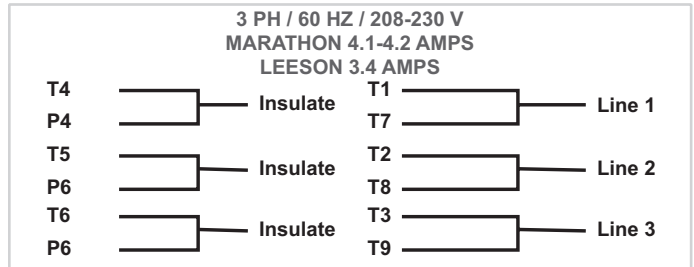 3 PH / 60 HZ / 208-230 V
MARATHON 4.1-4.2 AMPS
LEESON 3.4 AMPS
T4
P4
Insulate
T1
T7
Line 1
T5
P6
Insulate
T2
T8
Line 2
T6
P6
Insulate
T3
T9
Line 3